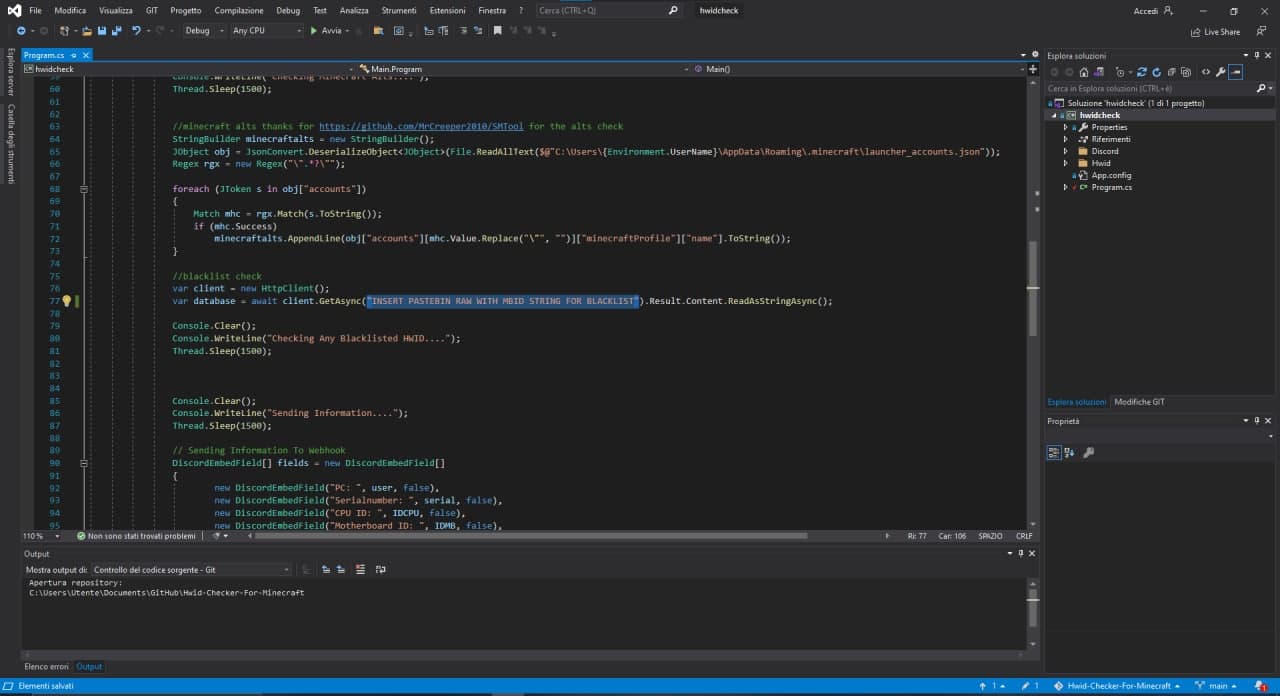 File Modifica Visualizza GIT Progetto Compilazione Debug Test Analizza Strumenti Estensioni Finestra ? Cerca (CTRL+Q) hwidcheck Accedi
Debug Any CPU Avvia Live Share
Esplora server
Casella degli strumenti
Program.cs
hwidcheck Main.Program Main()
59 Console.WriteLine("Checking Minecraft Alts....");
60 Thread.Sleep(1500);
61
62
63 //minecraft alts thanks for https://github.com/MrCreeper2010/SMTool for the alts check
64 StringBuilder minecraftalts = new StringBuilder();
65 JObject obj = JsonConvert.DeserializeObject<JObject>(File.ReadAllText($@"C:\Users\{Environment.UserName}\AppData\Roaming\.minecraft\launcher_accounts.json"));
66 Regex rgx = new Regex("\".*?\"");
67
68 foreach (JToken s in obj["accounts"])
69 {
70 Match mhc = rgx.Match(s.ToString());
71 if (mhc.Success)
72 minecraftalts.AppendLine(obj["accounts"][mhc.Value.Replace("\"", "")]["minecraftProfile"]["name"].ToString());
73 }
74
75 //blacklist check
76 var client = new HttpClient();
77 var database = await client.GetAsync("INSERT PASTEBIN RAW WITH MBID STRING FOR BLACKLIST").Result.Content.ReadAsStringAsync();
78
79 Console.Clear();
80 Console.WriteLine("Checking Any Blacklisted HWID....");
81 Thread.Sleep(1500);
82
83
84
85 Console.Clear();
86 Console.WriteLine("Sending Information....");
87 Thread.Sleep(1500);
88
89 // Sending Information To Webhook
90 DiscordEmbedField[] fields = new DiscordEmbedField[]
91 {
92 new DiscordEmbedField("PC: ", user, false),
93 new DiscordEmbedField("Serialnumber: ", serial, false),
94 new DiscordEmbedField("CPU ID: ", IDCPU, false),
95 new DiscordEmbedField("Motherboard ID: ", IDMB, false),
110 % Non sono stati trovati problemi Ri: 77 Car: 106 SPAZIO CRLF
Output
Mostra output di: Controllo del codice sorgente - Git
Apertura repository:
C:\Users\Utente\Documents\GitHub\Hwid-Checker-For-Minecraft
Elenco errori Output
Esplora soluzioni
Cerca in Esplora soluzioni (CTRL+è)
Soluzione 'hwidcheck' (1 di 1 progetto)
hwidcheck
Properties
Riferimenti
Discord
Hwid
App.config
Program.cs
Esplora soluzioni Modifiche GIT
Proprietà
Elementi salvati 1 1 Hwid-Checker-For-Minecraft main 1